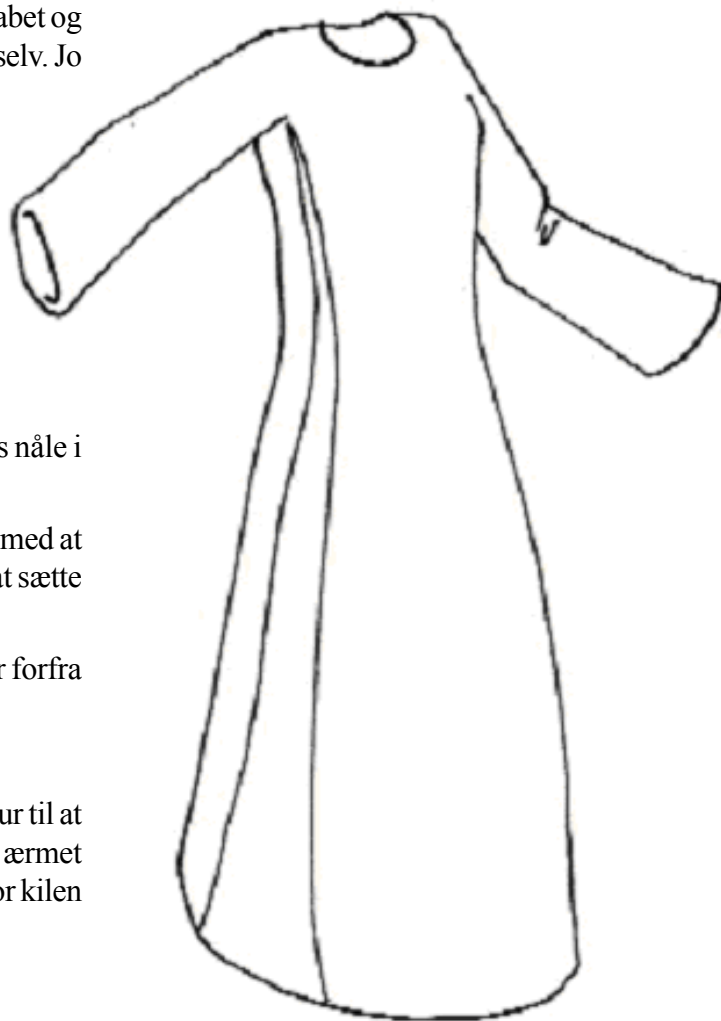 abet og
selv. Jo
s nåle i
med at
at sætte
r forfra
ur til at
ærmet
or kilen